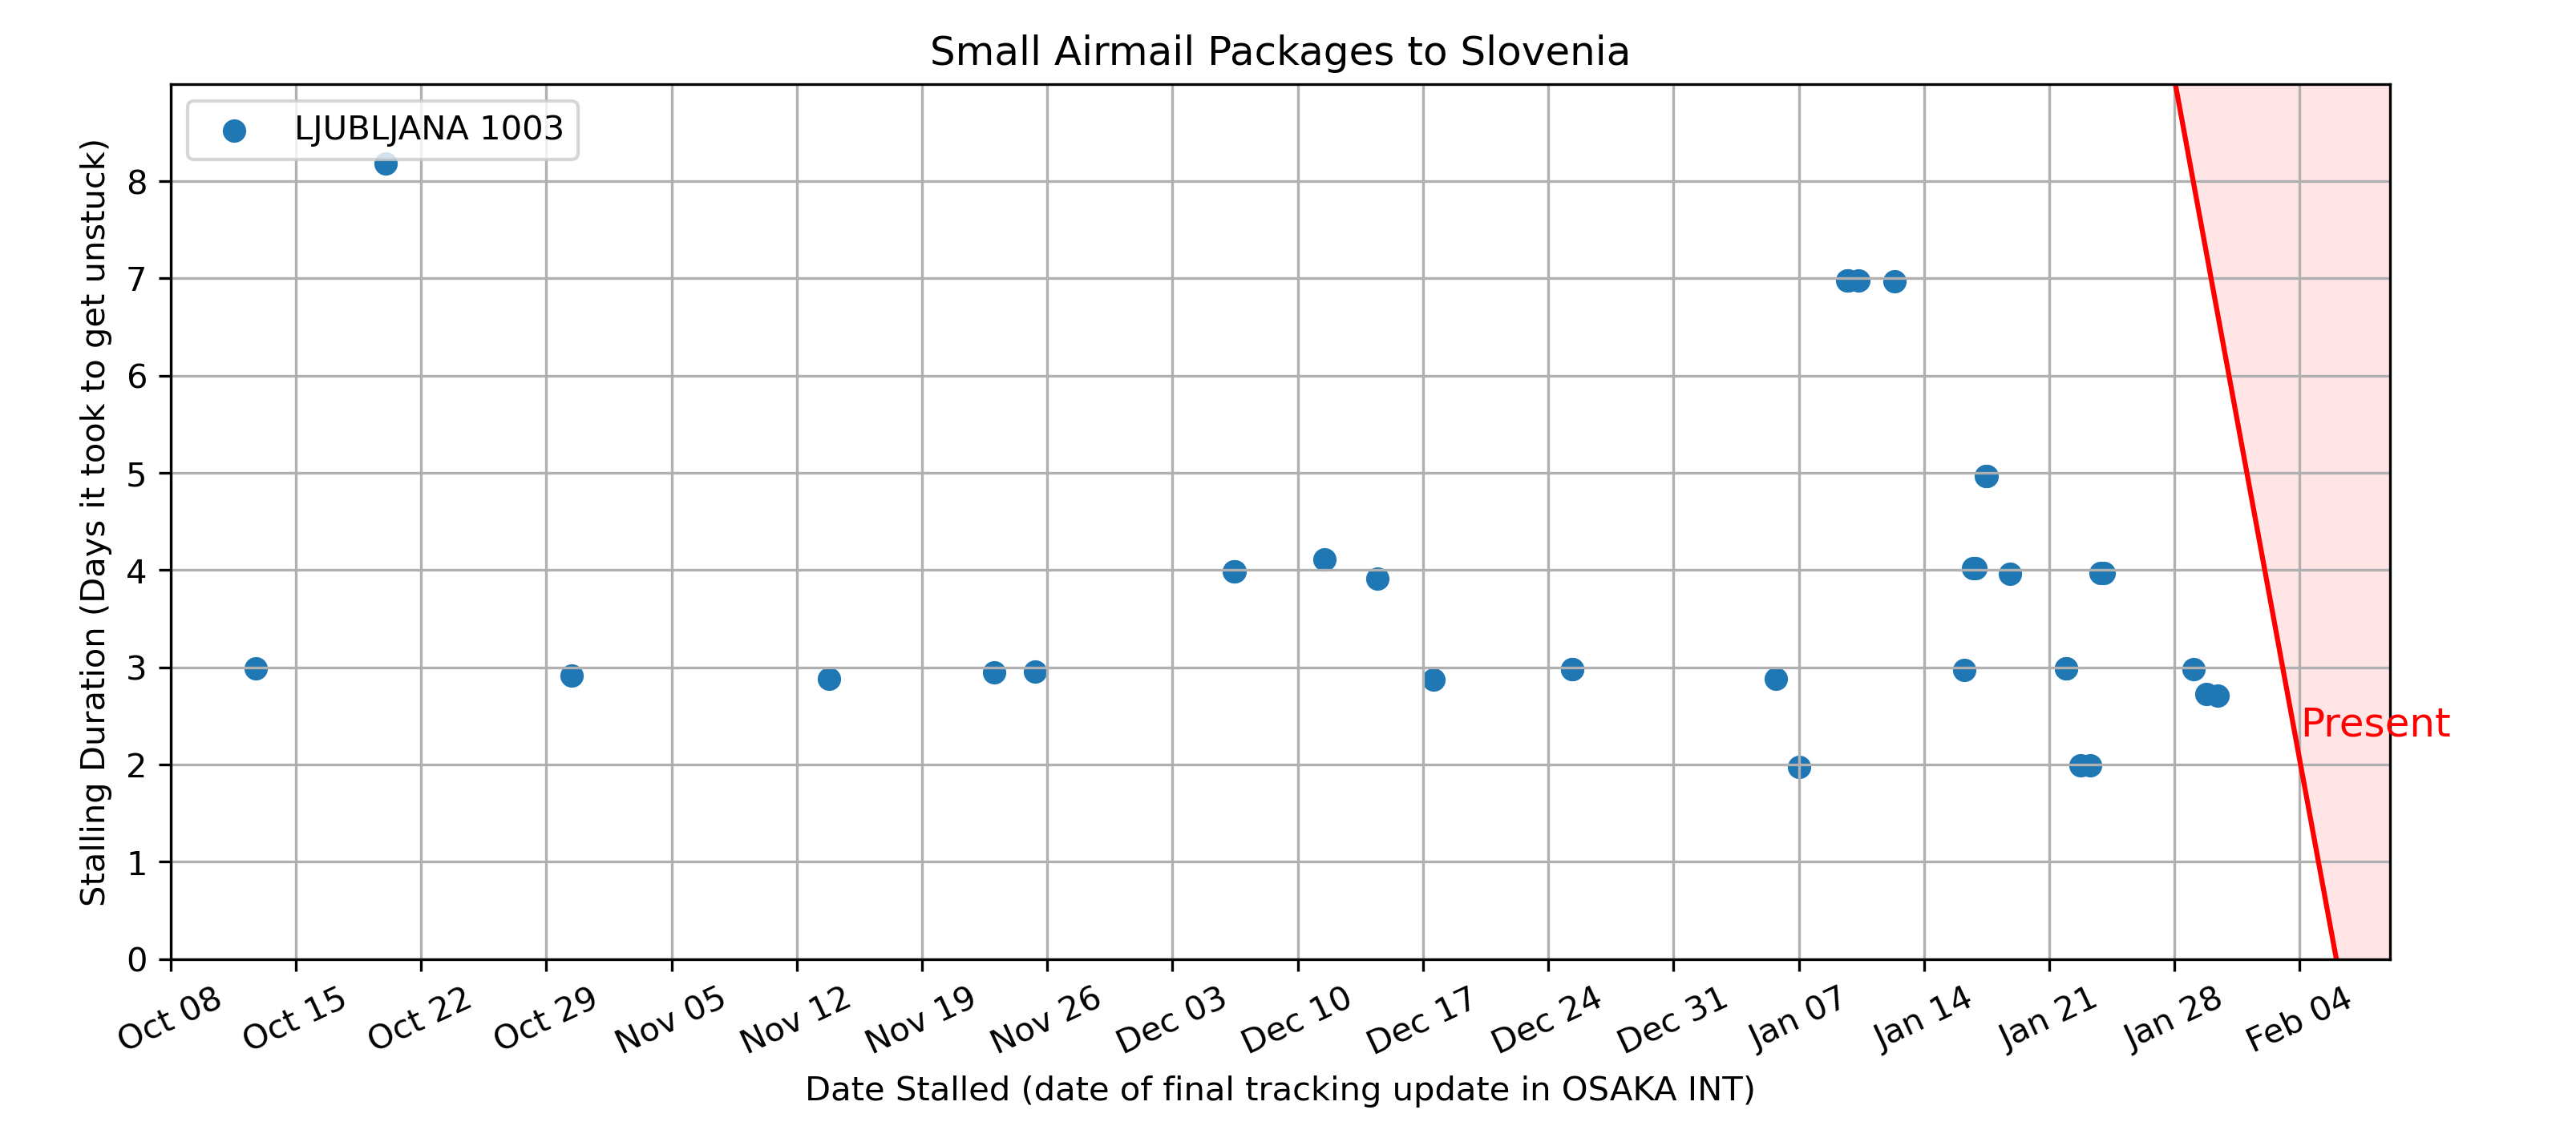 Small Airmail Packages to Slovenia
LJUBLJANA 1003
Stalling Duration (Days it took to get unstuck)
8
7
6
5
4
3
2
1
0
Present
Oct 08
Oct 15
Oct 22
Oct 29
Nov 05
Nov 12
Nov 19
Nov 26
Dec 03
Dec 10
Dec 17
Dec 24
Dec 31
Jan 07
Jan 14
Jan 21
Jan 28
Feb 04
Date Stalled (date of final tracking update in OSAKA INT)